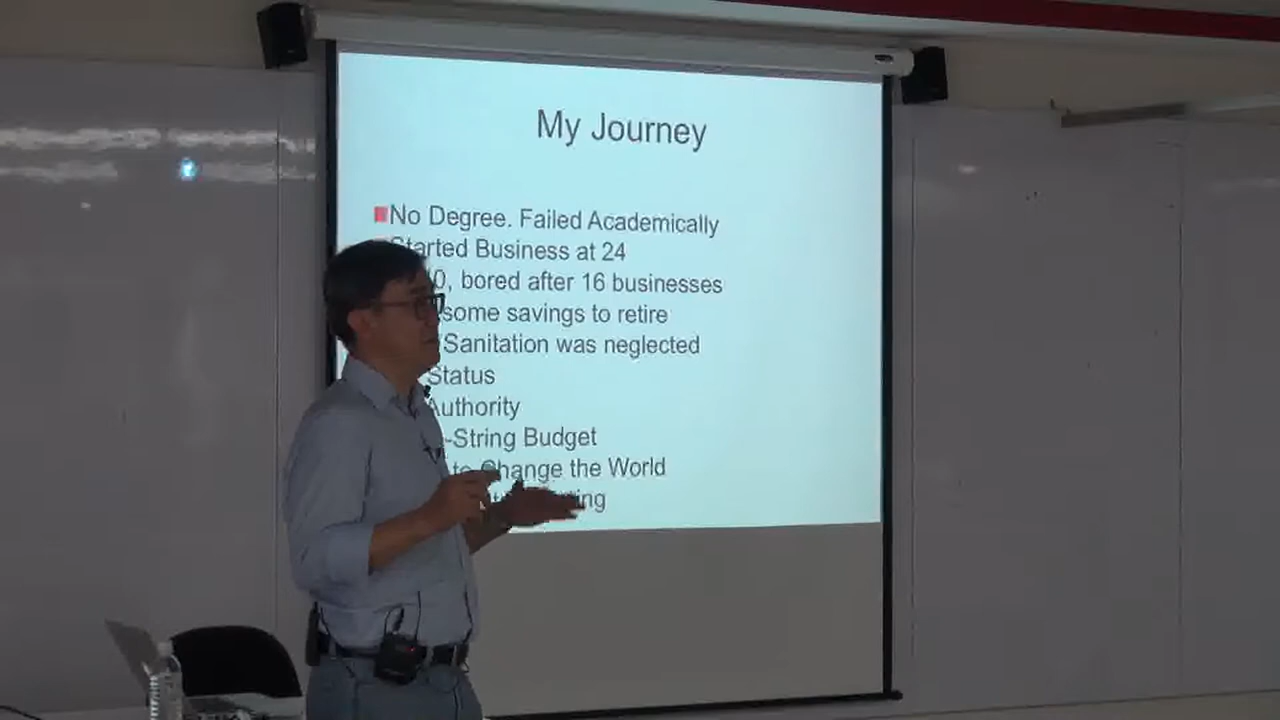 My Journey
No Degree. Failed Academically
Started Business at 24
0, bored after 16 businesses
some savings to retire
Sanitation was neglected
Status
Authority
-String Budget
to Change the World